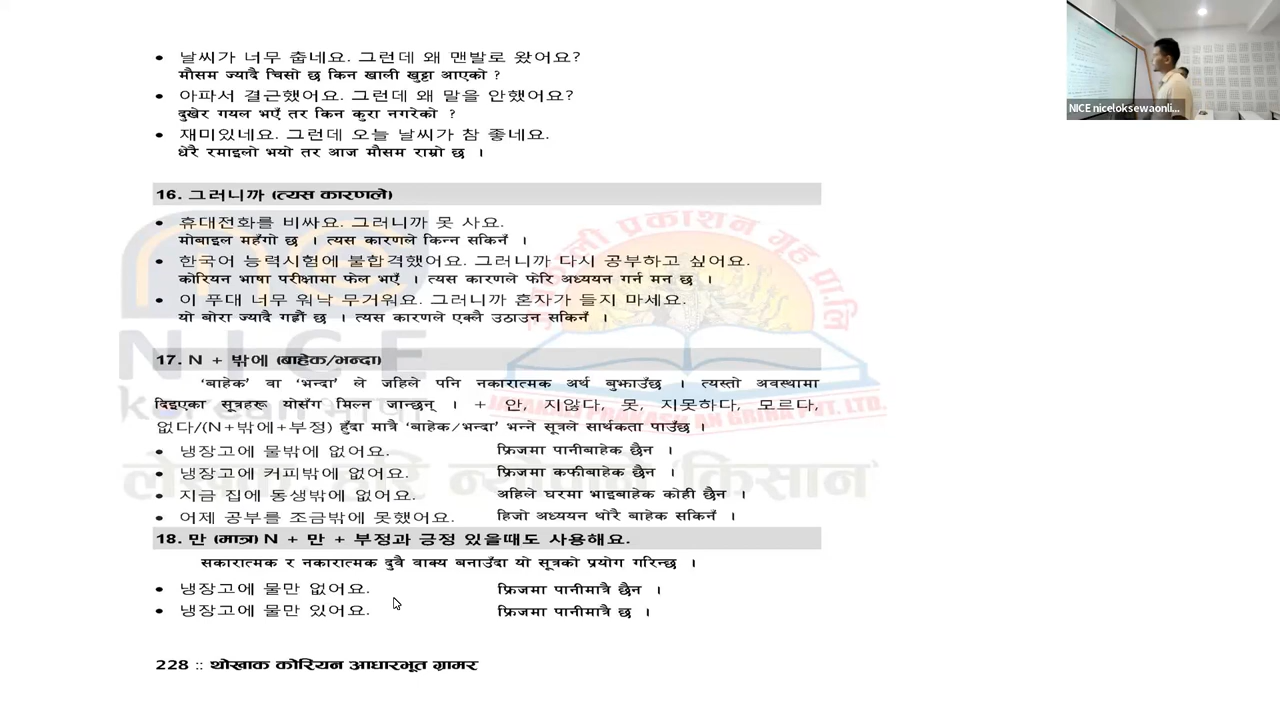 • 날씨가 너무 춥네요. 그런데 왜 맨발로 왔어요?
मौसम ज्यादै चिसो छ किन खाली खुट्टा आएको ?
• 아파서 결근했어요. 그런데 왜 말을 안했어요?
दुखेर गयल भएँ तर किन कुरा नगरेको ?
• 재미있네요. 그런데 오늘 날씨가 참 좋네요.
धेरै रमाइलो भयो तर आज मौसम राम्रो छ ।
16. 그러니까 (त्यस कारणले)
• 휴대전화를 비싸요. 그러니까 못 사요.
मोबाइल महँगो छ । त्यस कारणले किन्न सकिनँ ।
• 한국어 능력시험에 불합격했어요. 그러니까 다시 공부하고 싶어요.
कोरियन भाषा परीक्षामा फेल भएँ । त्यस कारणले फेरि अध्ययन गर्न मन छ ।
• 이 푸대 너무 워낙 무거워요. 그러니까 혼자가 들지 마세요.
यो बोरा ज्यादै गह्रौं छ । त्यस कारणले एक्लै उठाउन सकिनँ ।
17. N + 밖에 (बाहेक/भन्दा)
'बाहेक' वा 'भन्दा' ले जहिले पनि नकारात्मक अर्थ बुझाउँछ । त्यस्तो अवस्थामा
दिइएका सूत्रहरू योसँग मिल्न जान्छन् । + 안, 지않다, 못, 지못하다, 모르다,
없다/(N+밖에+부정) हुँदा मात्रै 'बाहेक/भन्दा' भन्ने सूत्रले सार्थकता पाउँछ ।
• 냉장고에 물밖에 없어요. फ्रिजमा पानीबाहेक छैन ।
• 냉장고에 커피밖에 없어요. फ्रिजमा कफीबाहेक छैन ।
• 지금 집에 동생밖에 없어요. अहिले घरमा भाइबाहेक कोही छैन ।
• 어제 공부를 조금밖에 못했어요. हिजो अध्ययन थोरै बाहेक सकिनँ ।
18. 만 (मात्र) N + 만 + 부정과 긍정 있을때도 사용해요.
सकारात्मक र नकारात्मक दुवै वाक्य बनाउँदा यो सूत्रको प्रयोग गरिन्छ ।
• 냉장고에 물만 없어요. फ्रिजमा पानीमात्रै छैन ।
• 냉장고에 물만 있어요. फ्रिजमा पानीमात्रै छ ।
228 :: थोखाक कोरियन आधारभूत ग्रामर
NICE niceloksewaonli...
NICE